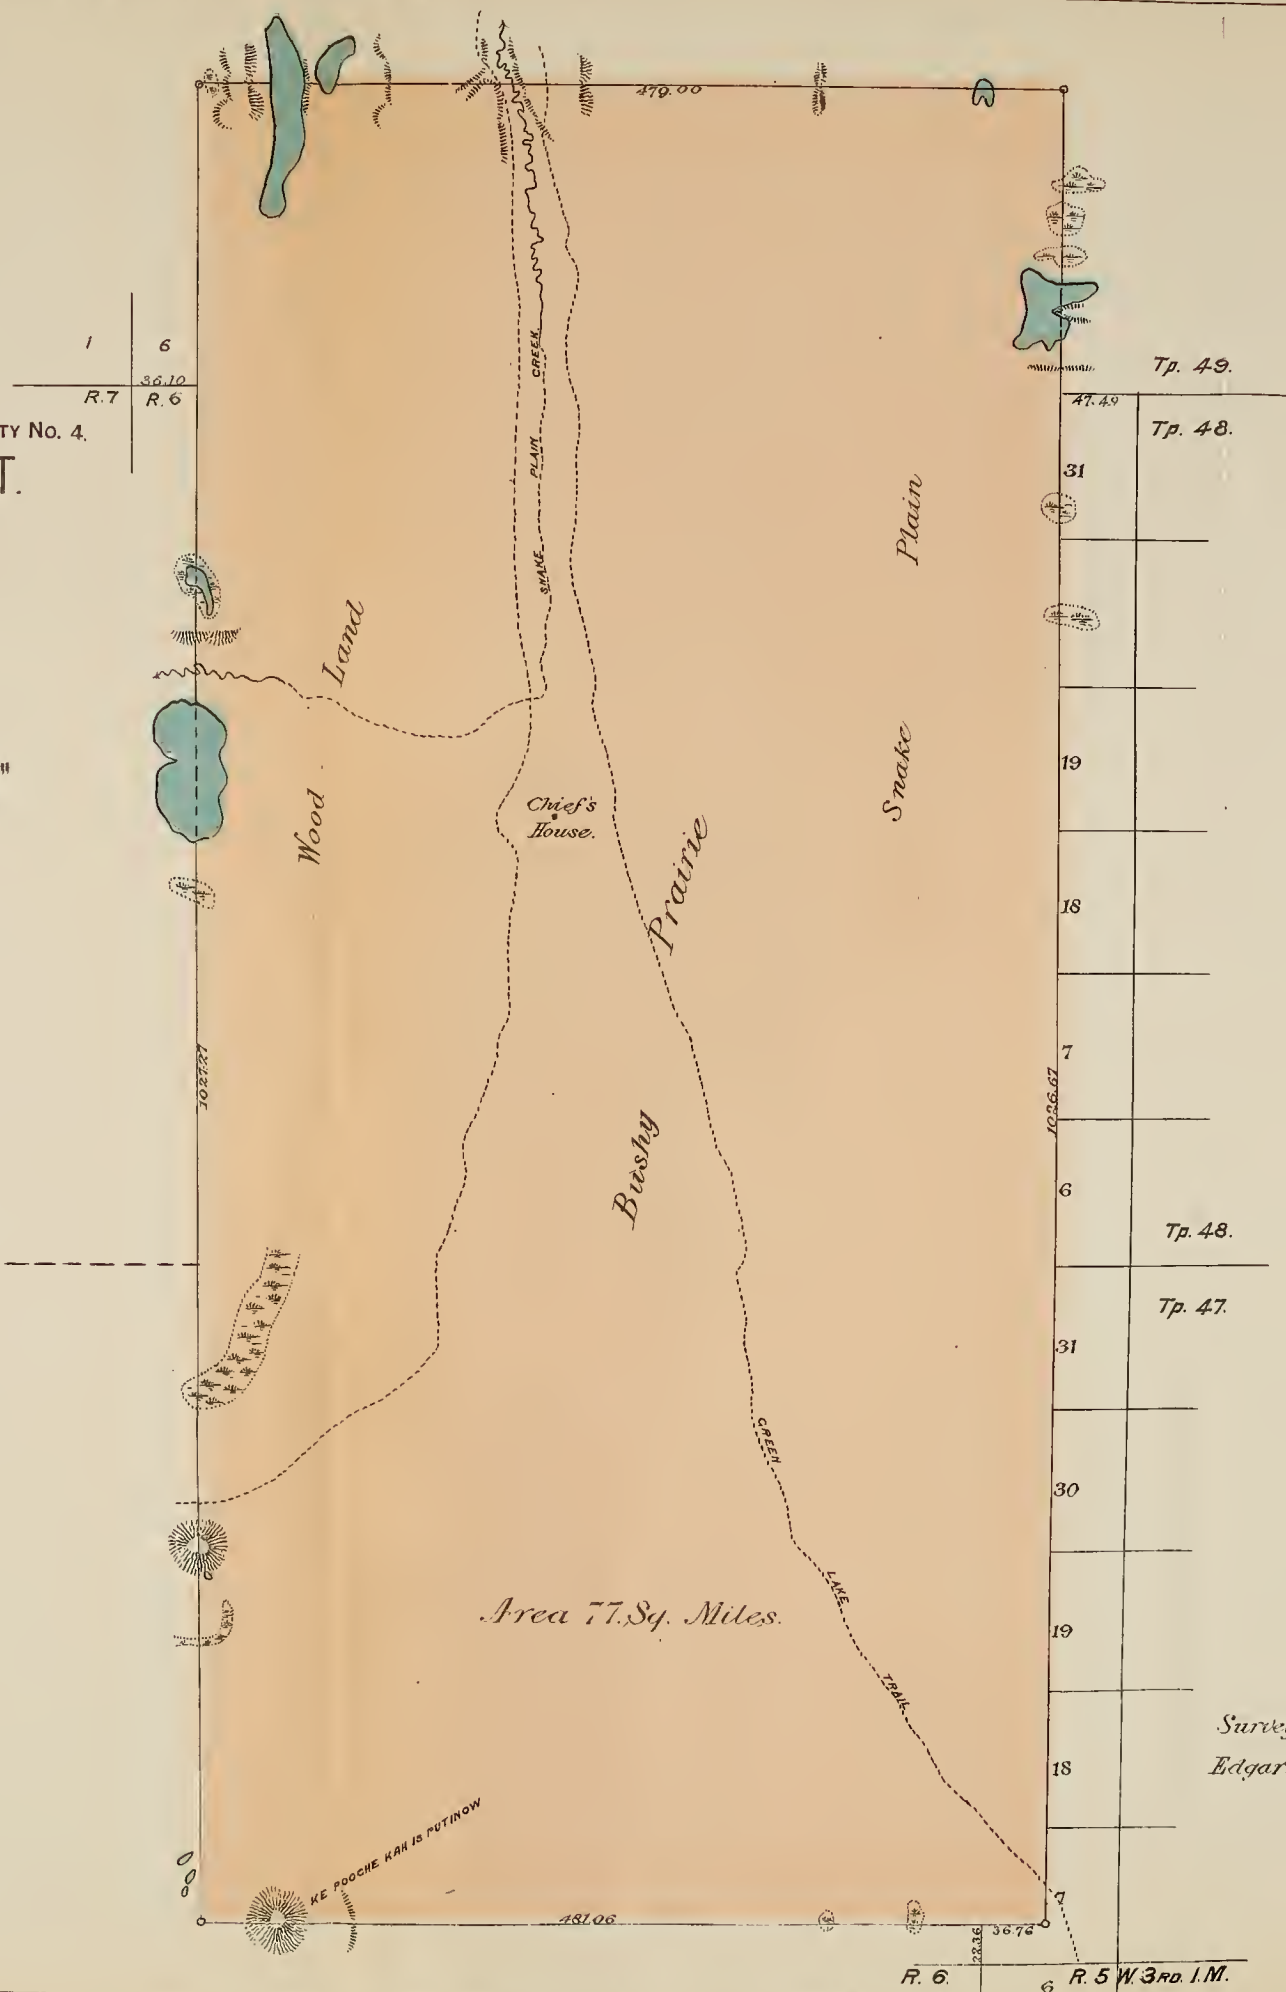 479.00
1
6
36.10
R.7
R.6
TY No. 4.
T.
"
SNAKE PLAIN CREEK
Wood Land
Snake Plain
Chief's
House.
Bushy Prairie
1027.27
1026.67
Tp. 49.
47.49
Tp. 48.
31
19
18
7
6
Tp. 48.
Tp. 47.
31
30
19
18
7
GREEN LAKE TRAIL
Area 77. Sq. Miles.
Surve
Edgar
KE POOCHE KAH IS PUTINOW
481.06
22.36
36.76
R. 6.
6
R. 5 W. 3RD. I. M.